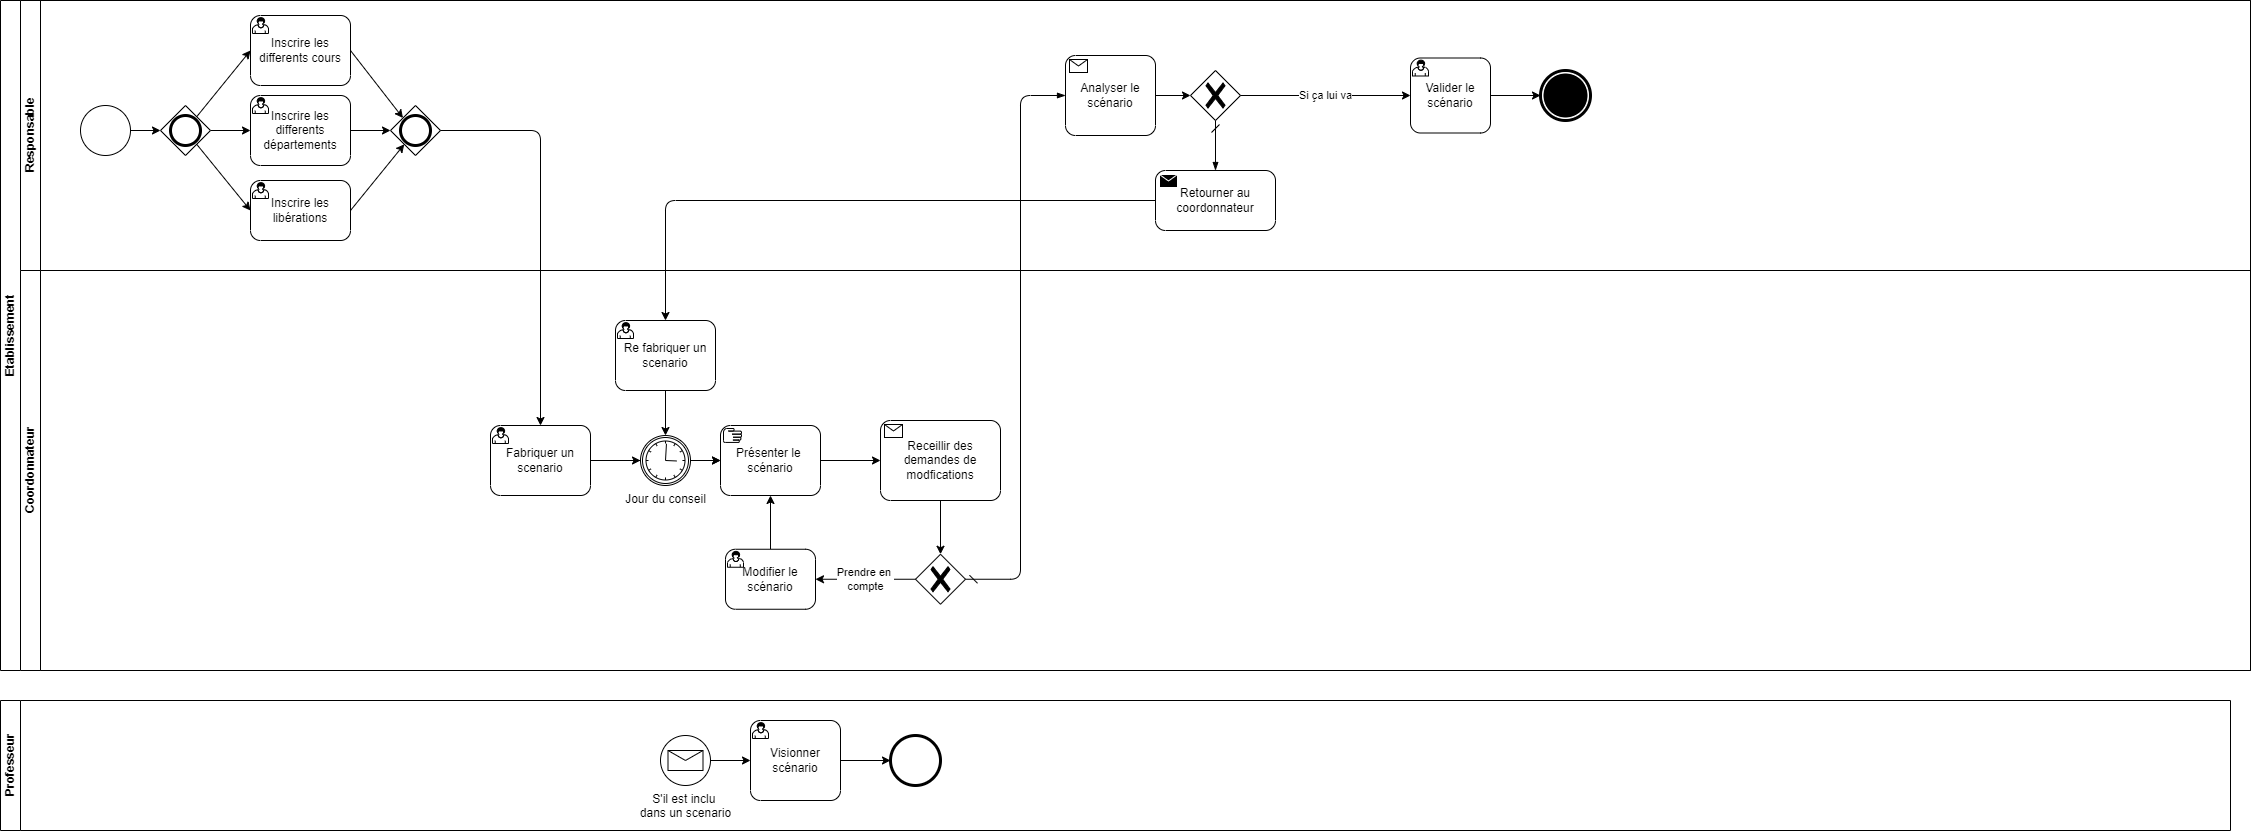 Etablissement
Responsable
Inscrire les
differents cours
Inscrire les
differents
départements
Inscrire les
libérations
Analyser le
scénario
Si ça lui va
Valider le
scénario
Retourner au
coordonnateur
Coordonnateur
Re fabriquer un
scenario
Fabriquer un
scenario
Jour du conseil
Présenter le
scénario
Receillir des
demandes de
modfications
Modifier le
scénario
Prendre en
compte
Professeur
S'il est inclu
dans un scenario
Visionner
scénario